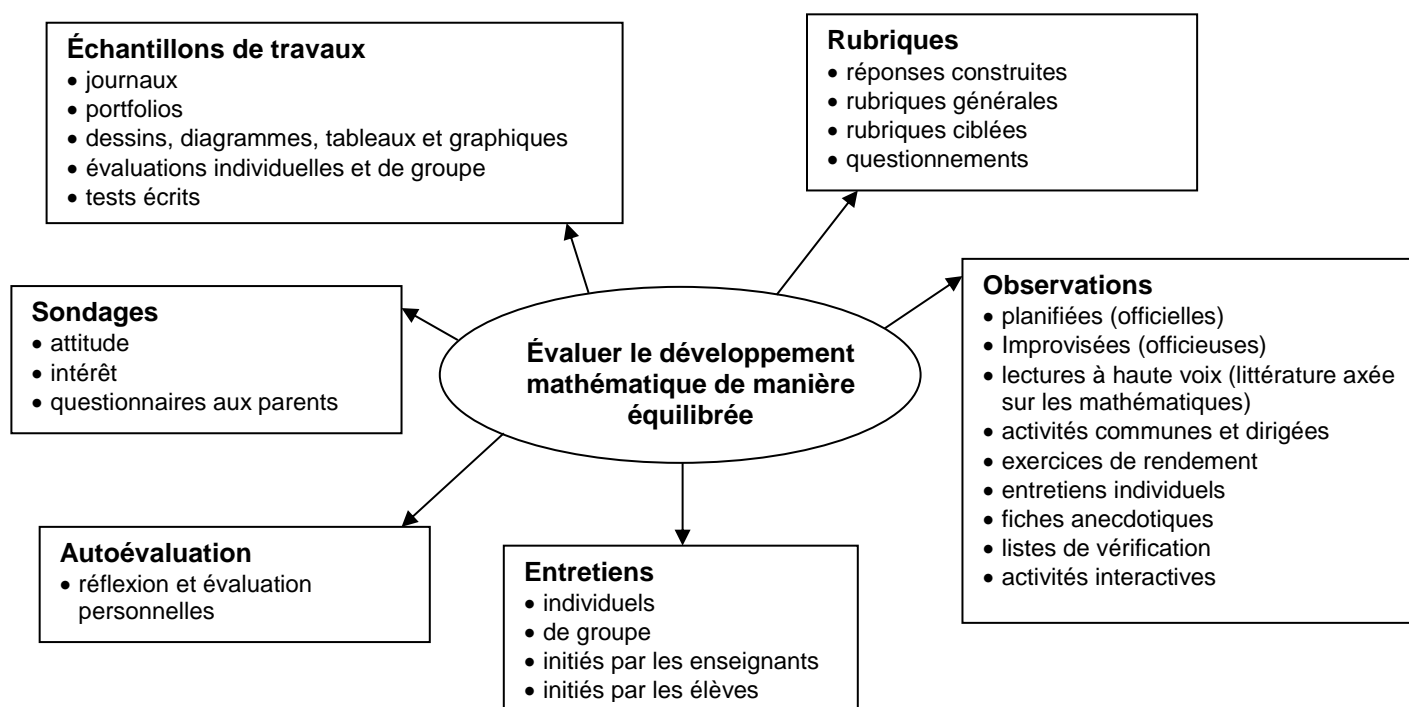 Échantillons de travaux
• journaux
• portfolios
• dessins, diagrammes, tableaux et graphiques
• évaluations individuelles et de groupe
• tests écrits
Rubriques
• réponses construites
• rubriques générales
• rubriques ciblées
• questionnements
Sondages
• attitude
• intérêt
• questionnaires aux parents
Évaluer le développement
mathématique de manière
équilibrée
Observations
• planifiées (officielles)
• Improvisées (officieuses)
• lectures à haute voix (littérature axée
sur les mathématiques)
• activités communes et dirigées
• exercices de rendement
• entretiens individuels
• fiches anecdotiques
• listes de vérification
• activités interactives
Autoévaluation
• réflexion et évaluation
personnelles
Entretiens
• individuels
• de groupe
• initiés par les enseignants
• initiés par les élèves